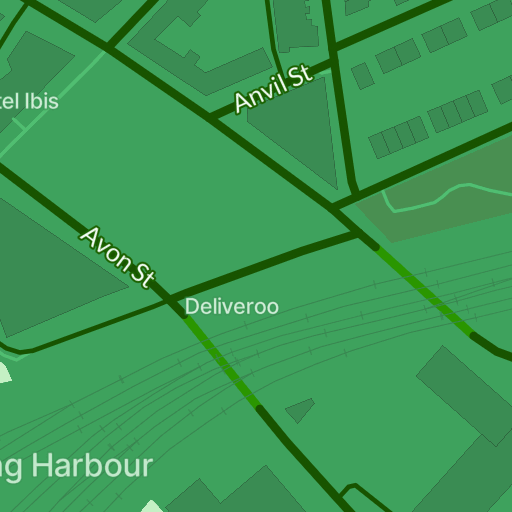 Anvil St
tel Ibis
Avon St
Deliveroo
ng Harbour